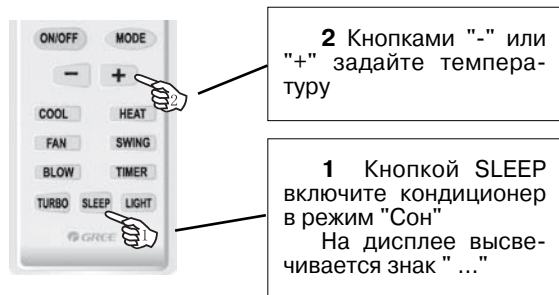 ON/OFF MODE
- +
2
COOL HEAT
FAN SWING
BLOW TIMER
TURBO SLEEP LIGHT
1
GREE
2 Кнопками "-" или
"+" задайте темпера-
туру
1 Кнопкой SLEEP
включите кондиционер
в режим "Сон"
На дисплее высве-
чивается знак " ..."